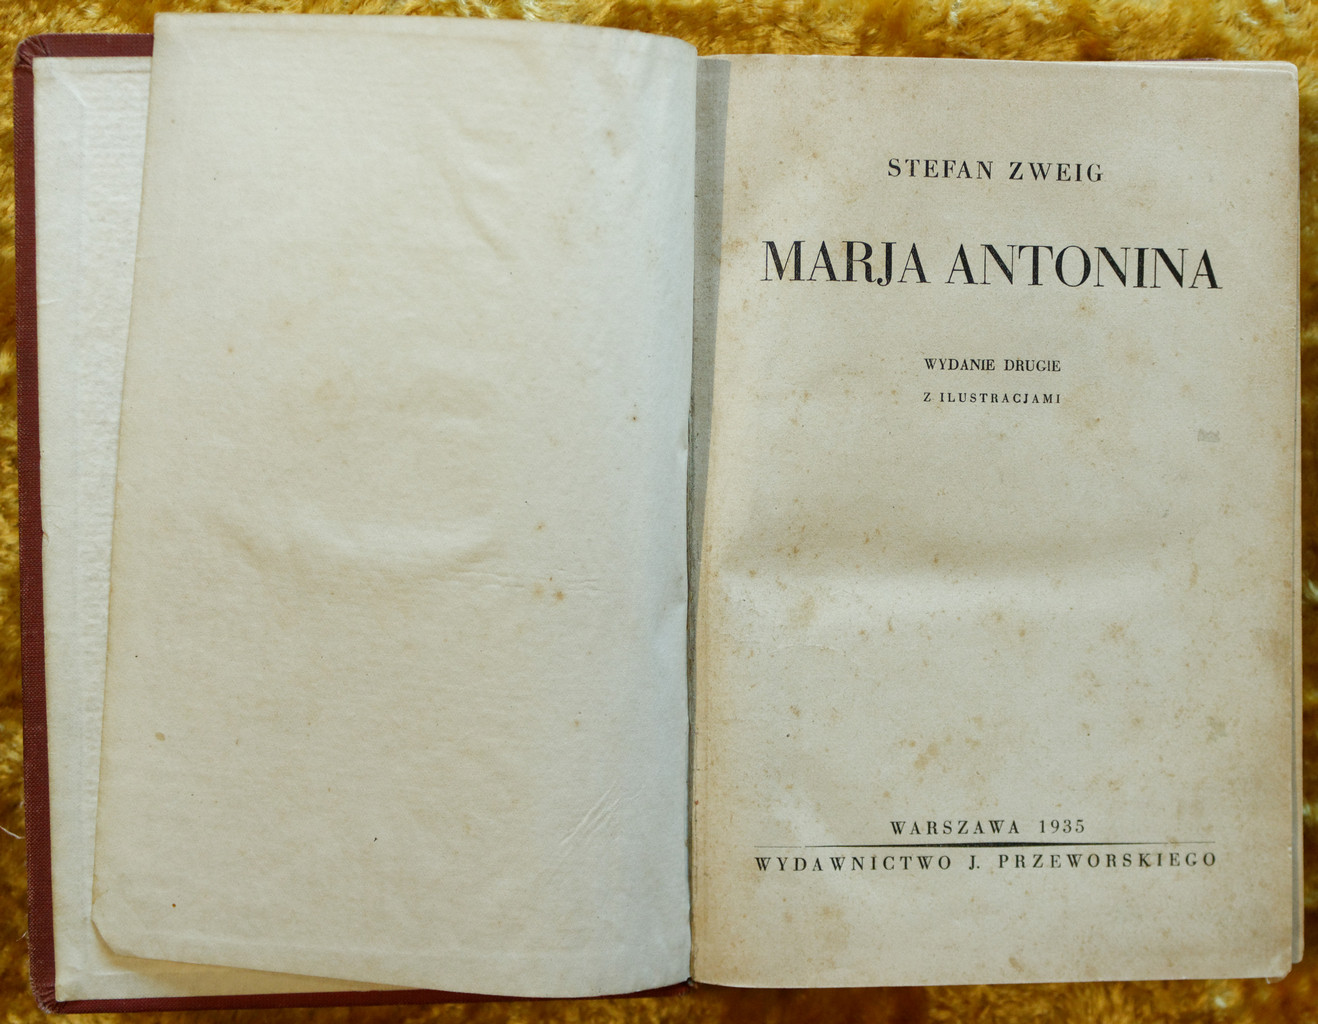 STEFAN ZWEIG
MARJA ANTONINA
WYDANIE DRUGIE
Z ILUSTRACJAMI
WARSZAWA 1935
WYDAWNICTWO J. PRZEWORSKIEGO